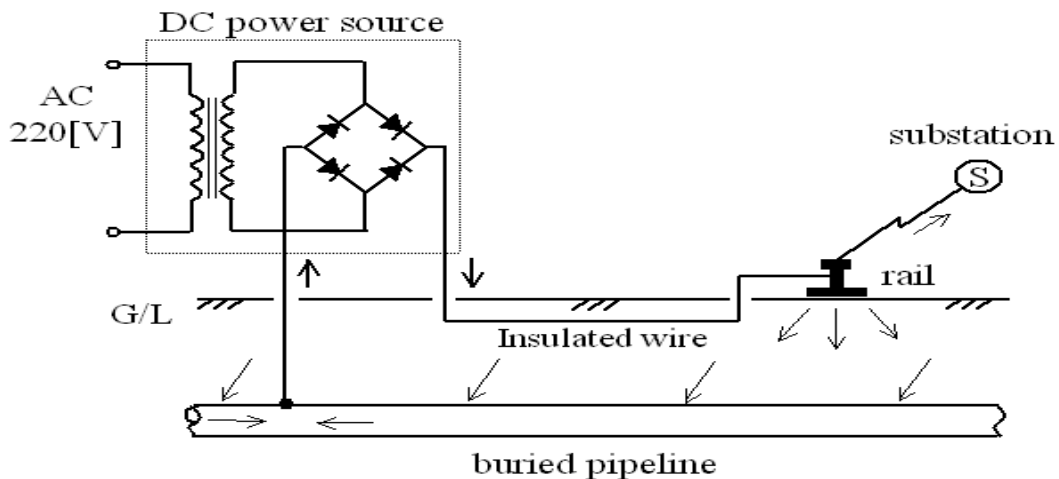 DC power source
AC
220[V]
substation
S
rail
G/L
Insulated wire
buried pipeline